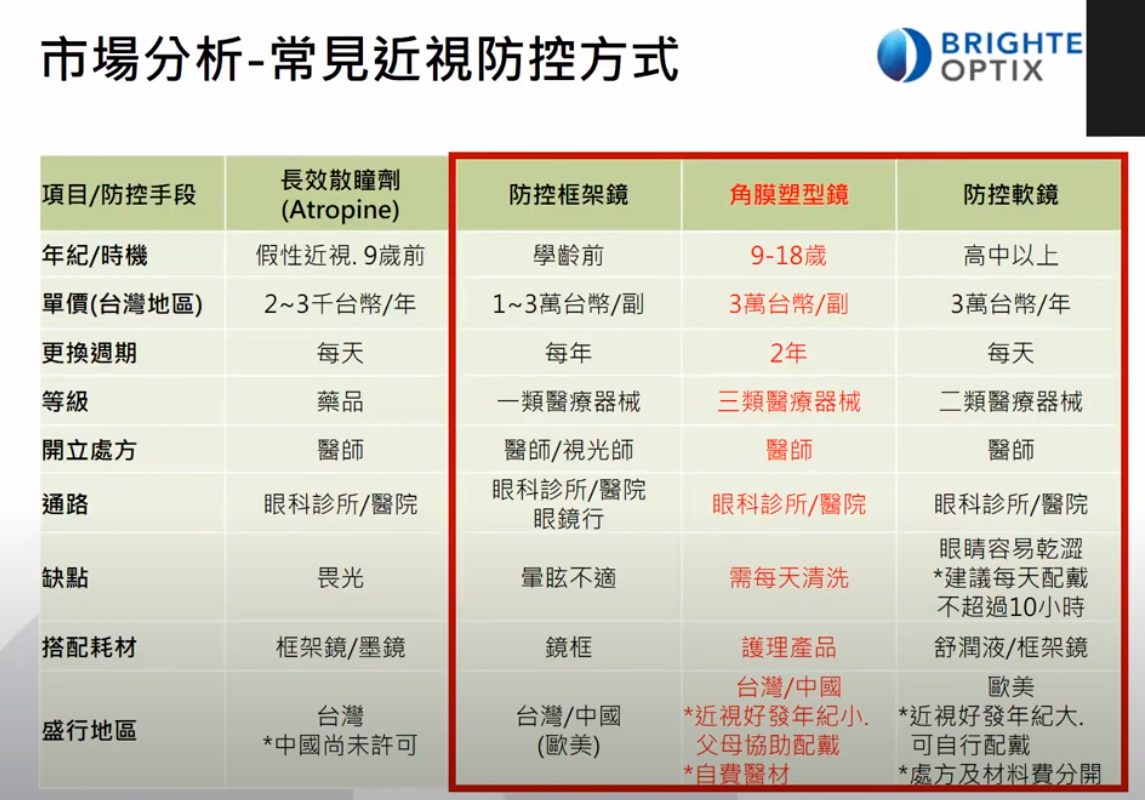 市場分析-常見近視防控方式
BRIGHTE
OPTIX
項目/防控手段
長效散瞳劑
(Atropine)
防控框架鏡
角膜塑型鏡
防控軟鏡
年紀/時機
假性近視. 9歲前
學齡前
9-18歲
高中以上
單價(台灣地區)
2~3千台幣/年
1~3萬台幣/副
3萬台幣/副
3萬台幣/年
更換週期
每天
每年
2年
每天
等級
藥品
一類醫療器械
三類醫療器械
二類醫療器械
開立處方
醫師
醫師/視光師
醫師
醫師
通路
眼科診所/醫院
眼科診所/醫院
眼鏡行
眼科診所/醫院
眼科診所/醫院
缺點
畏光
暈眩不適
需每天清洗
眼睛容易乾澀
*建議每天配戴
不超過10小時
搭配耗材
框架鏡/墨鏡
鏡框
護理產品
舒潤液/框架鏡
盛行地區
台灣
*中國尚未許可
台灣/中國
(歐美)
台灣/中國
*近視好發年紀小.
父母協助配戴
*自費醫材
歐美
*近視好發年紀大.
可自行配戴
*處方及材料費分開